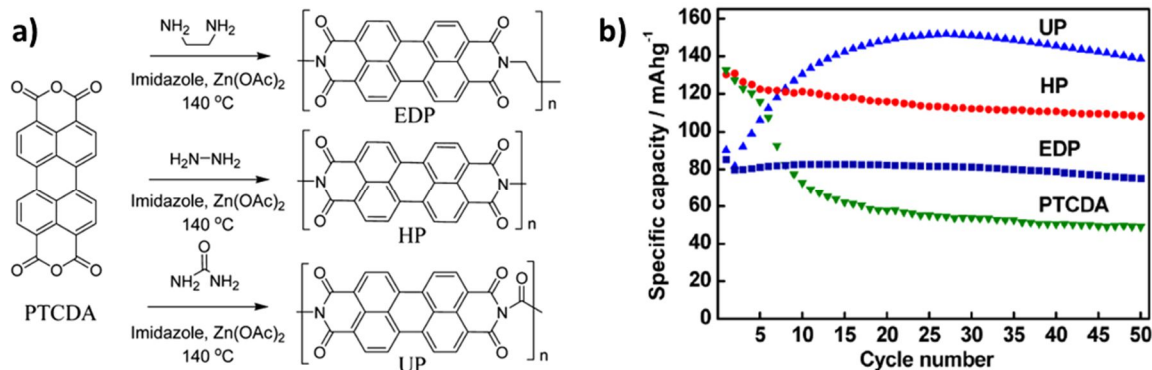 a)
O O O
O O O
PTCDA
NH2 NH2
Imidazole, Zn(OAc)2
140 °C
O O
N N
O O
n
EDP
H2N−NH2
Imidazole, Zn(OAc)2
140 °C
O O
N N
O O
n
HP
O
NH2 NH2
Imidazole, Zn(OAc)2
140 °C
O O O
N N
O O
n
UP
b)
Specific capacity / mAhg-1
160
140
120
100
80
60
40
20
0
UP
HP
EDP
PTCDA
5 10 15 20 25 30 35 40 45 50
Cycle number